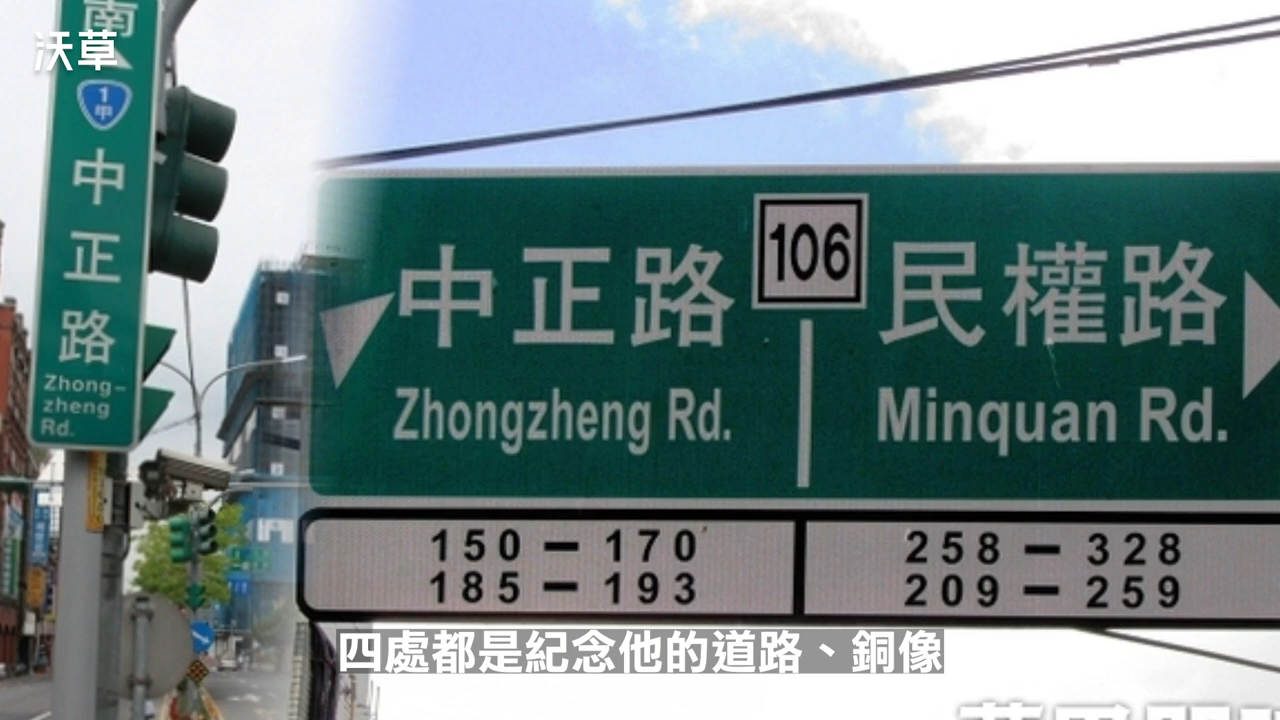 沃草
南
1
甲
中正路
Zhong-
zheng
Rd.
中正路
106
民權路
Zhongzheng Rd.
Minquan Rd.
150 – 170
185 – 193
258 – 328
209 – 259
四處都是紀念他的道路、銅像